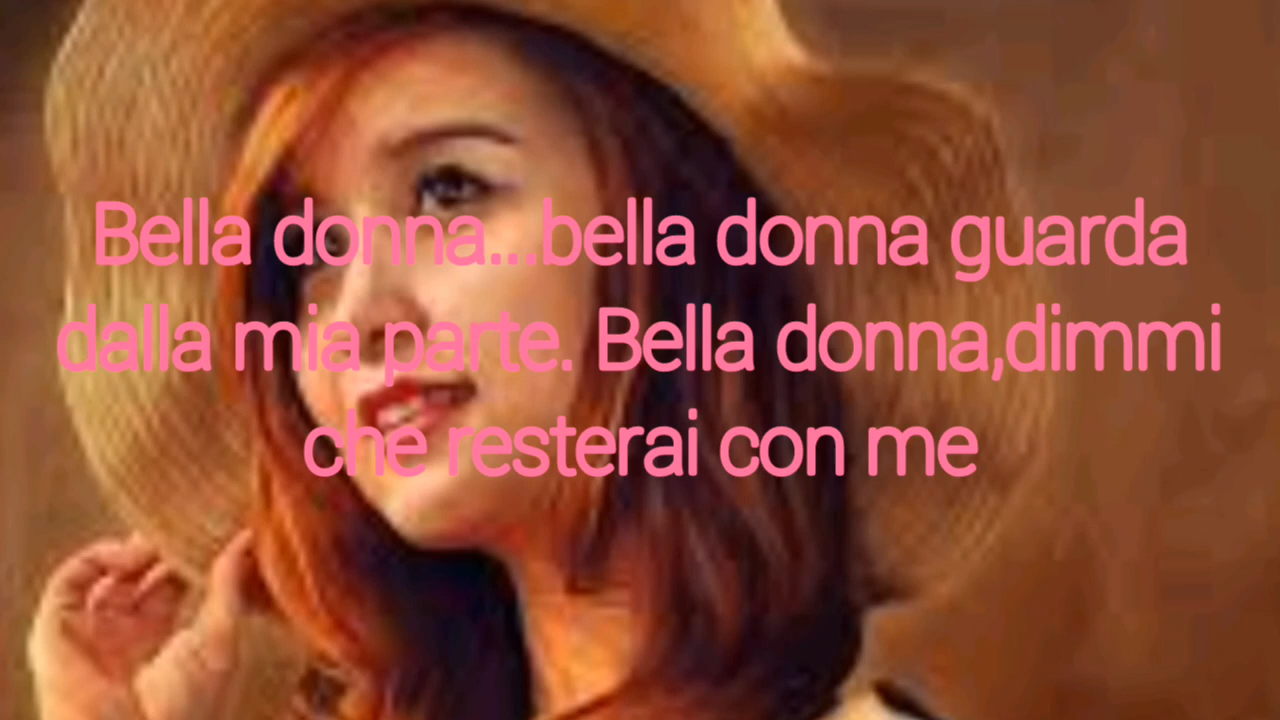 Bella donna...bella donna guarda
dalla mia parte. Bella donna,dimmi
che resterai con me